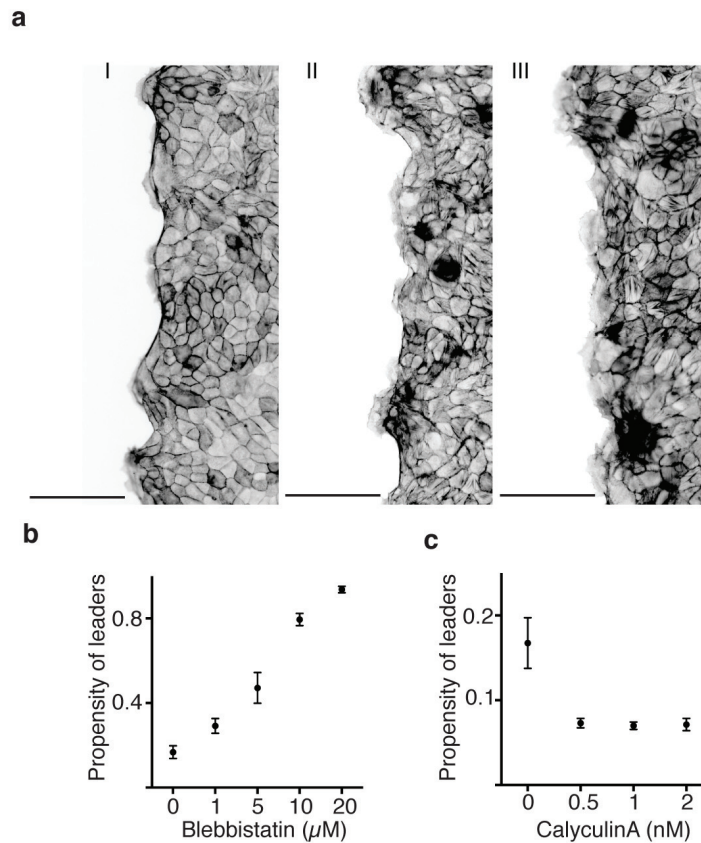 a
I II III
b
Propensity of leaders
0.8
0.4
0 1 5 10 20
Blebbistatin (µM)
c
Propensity of leaders
0.2
0.1
0 0.5 1 2
CalyculinA (nM)